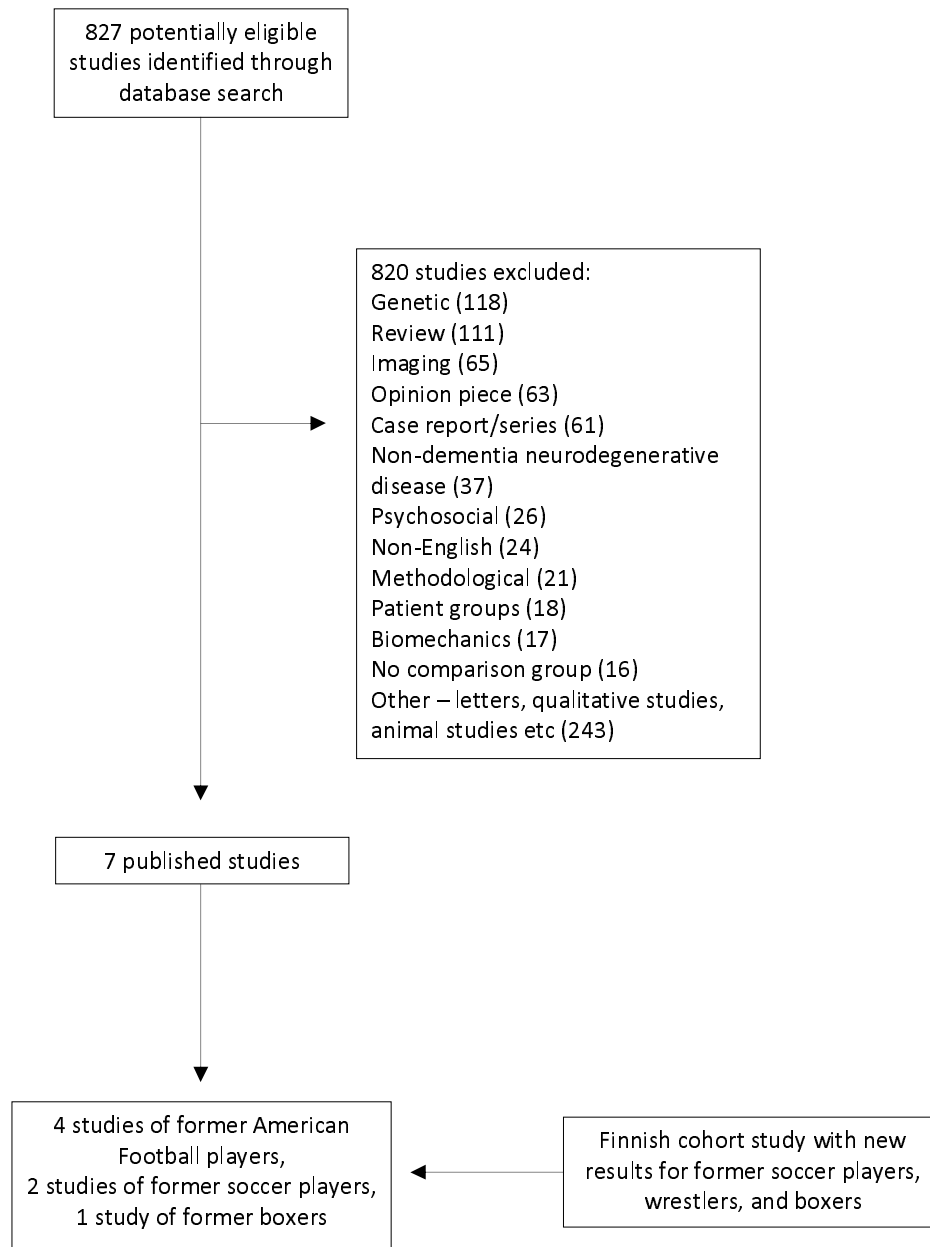 827 potentially eligible
studies identified through
database search
820 studies excluded:
Genetic (118)
Review (111)
Imaging (65)
Opinion piece (63)
Case report/series (61)
Non-dementia neurodegenerative
disease (37)
Psychosocial (26)
Non-English (24)
Methodological (21)
Patient groups (18)
Biomechanics (17)
No comparison group (16)
Other – letters, qualitative studies,
animal studies etc (243)
7 published studies
4 studies of former American
Football players,
2 studies of former soccer players,
1 study of former boxers
Finnish cohort study with new
results for former soccer players,
wrestlers, and boxers